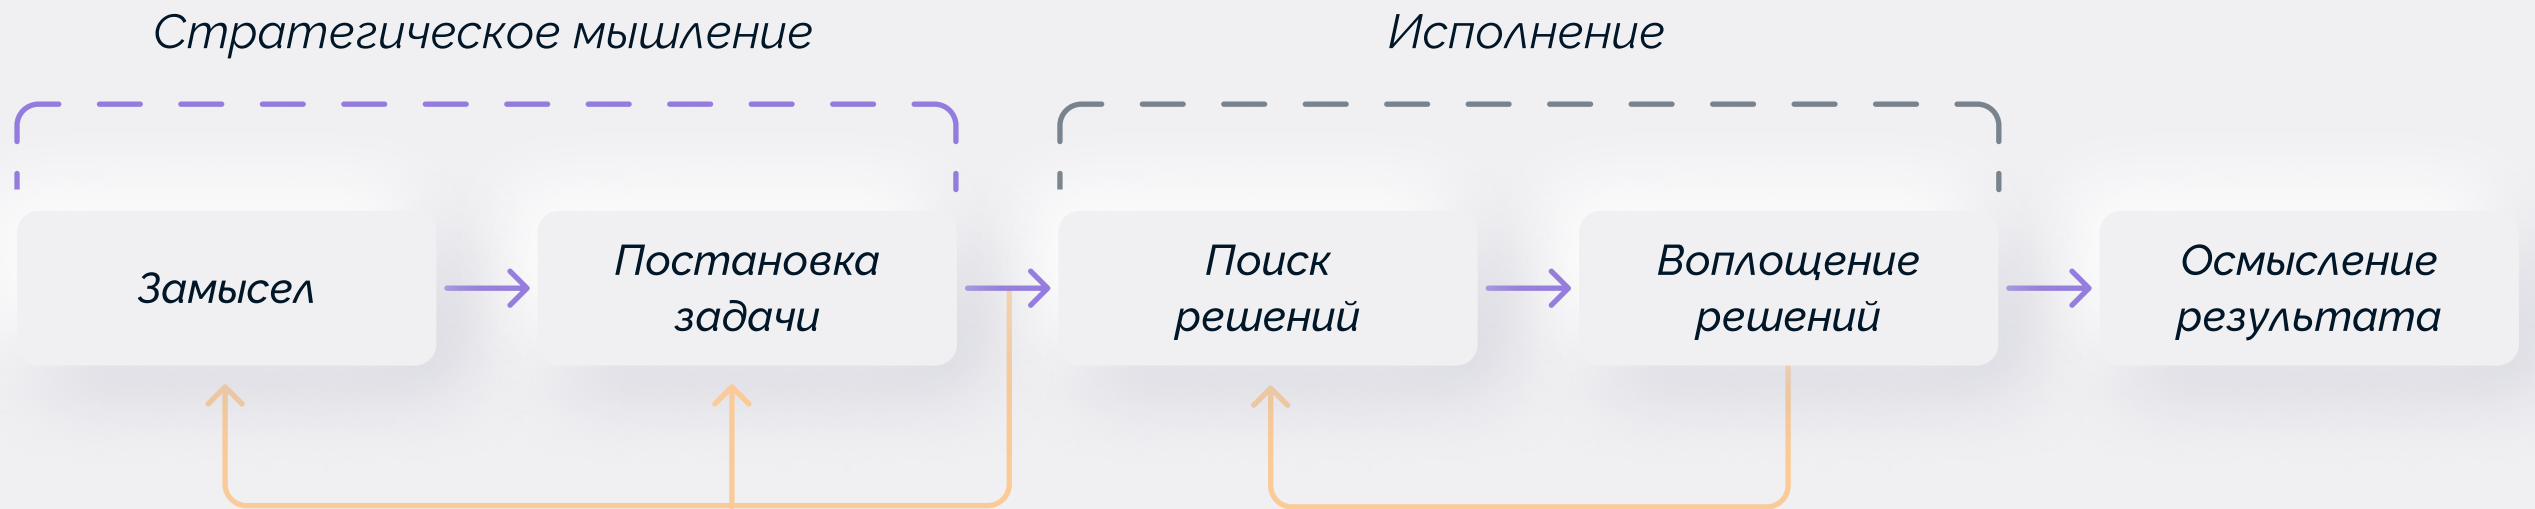 Стратегическое мышление
Исполнение
Замысел
Постановка
задачи
Поиск
решений
Воплощение
решений
Осмысление
результата